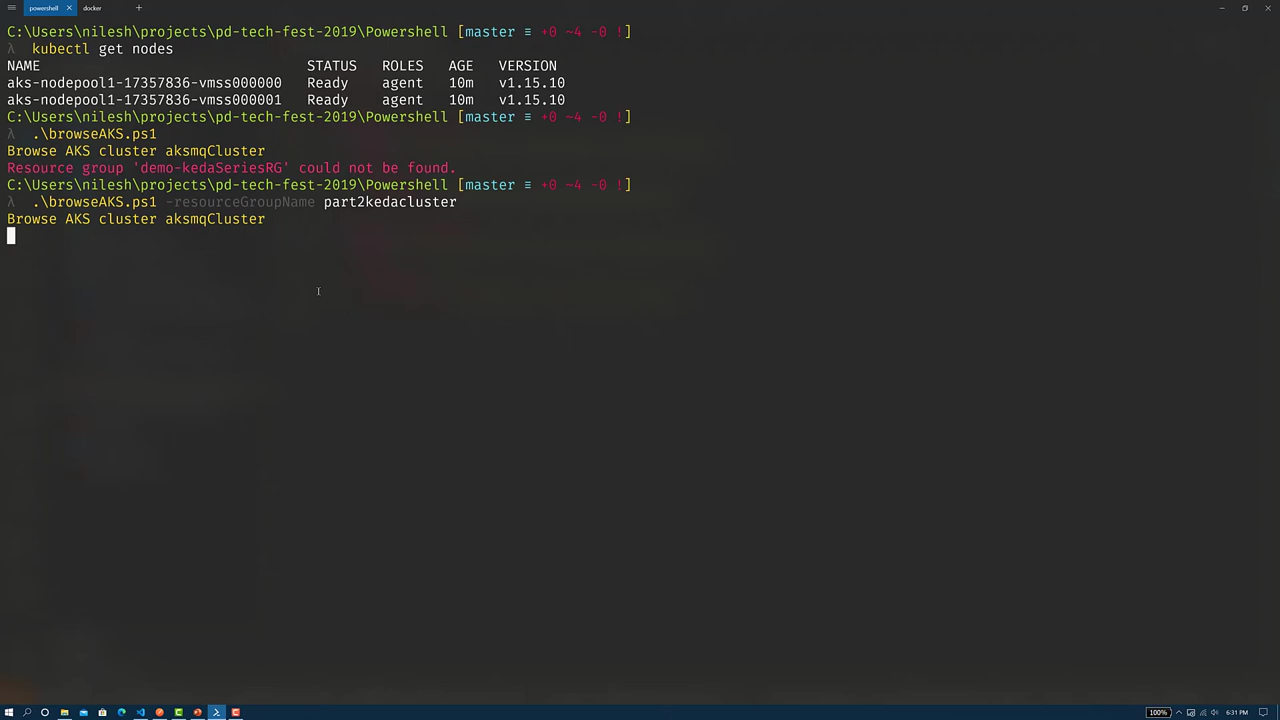 powershell docker
C:\Users\nilesh\projects\pd-tech-fest-2019\Powershell [master ≡ +0 ~4 -0 !]
λ kubectl get nodes
NAME STATUS ROLES AGE VERSION
aks-nodepool1-17357836-vmss000000 Ready agent 10m v1.15.10
aks-nodepool1-17357836-vmss000001 Ready agent 10m v1.15.10
C:\Users\nilesh\projects\pd-tech-fest-2019\Powershell [master ≡ +0 ~4 -0 !]
λ .\browseAKS.ps1
Browse AKS cluster aksmqCluster
Resource group 'demo-kedaSeriesRG' could not be found.
C:\Users\nilesh\projects\pd-tech-fest-2019\Powershell [master ≡ +0 ~4 -0 !]
λ .\browseAKS.ps1 -resourceGroupName part2kedacluster
Browse AKS cluster aksmqCluster
100% 6:31 PM